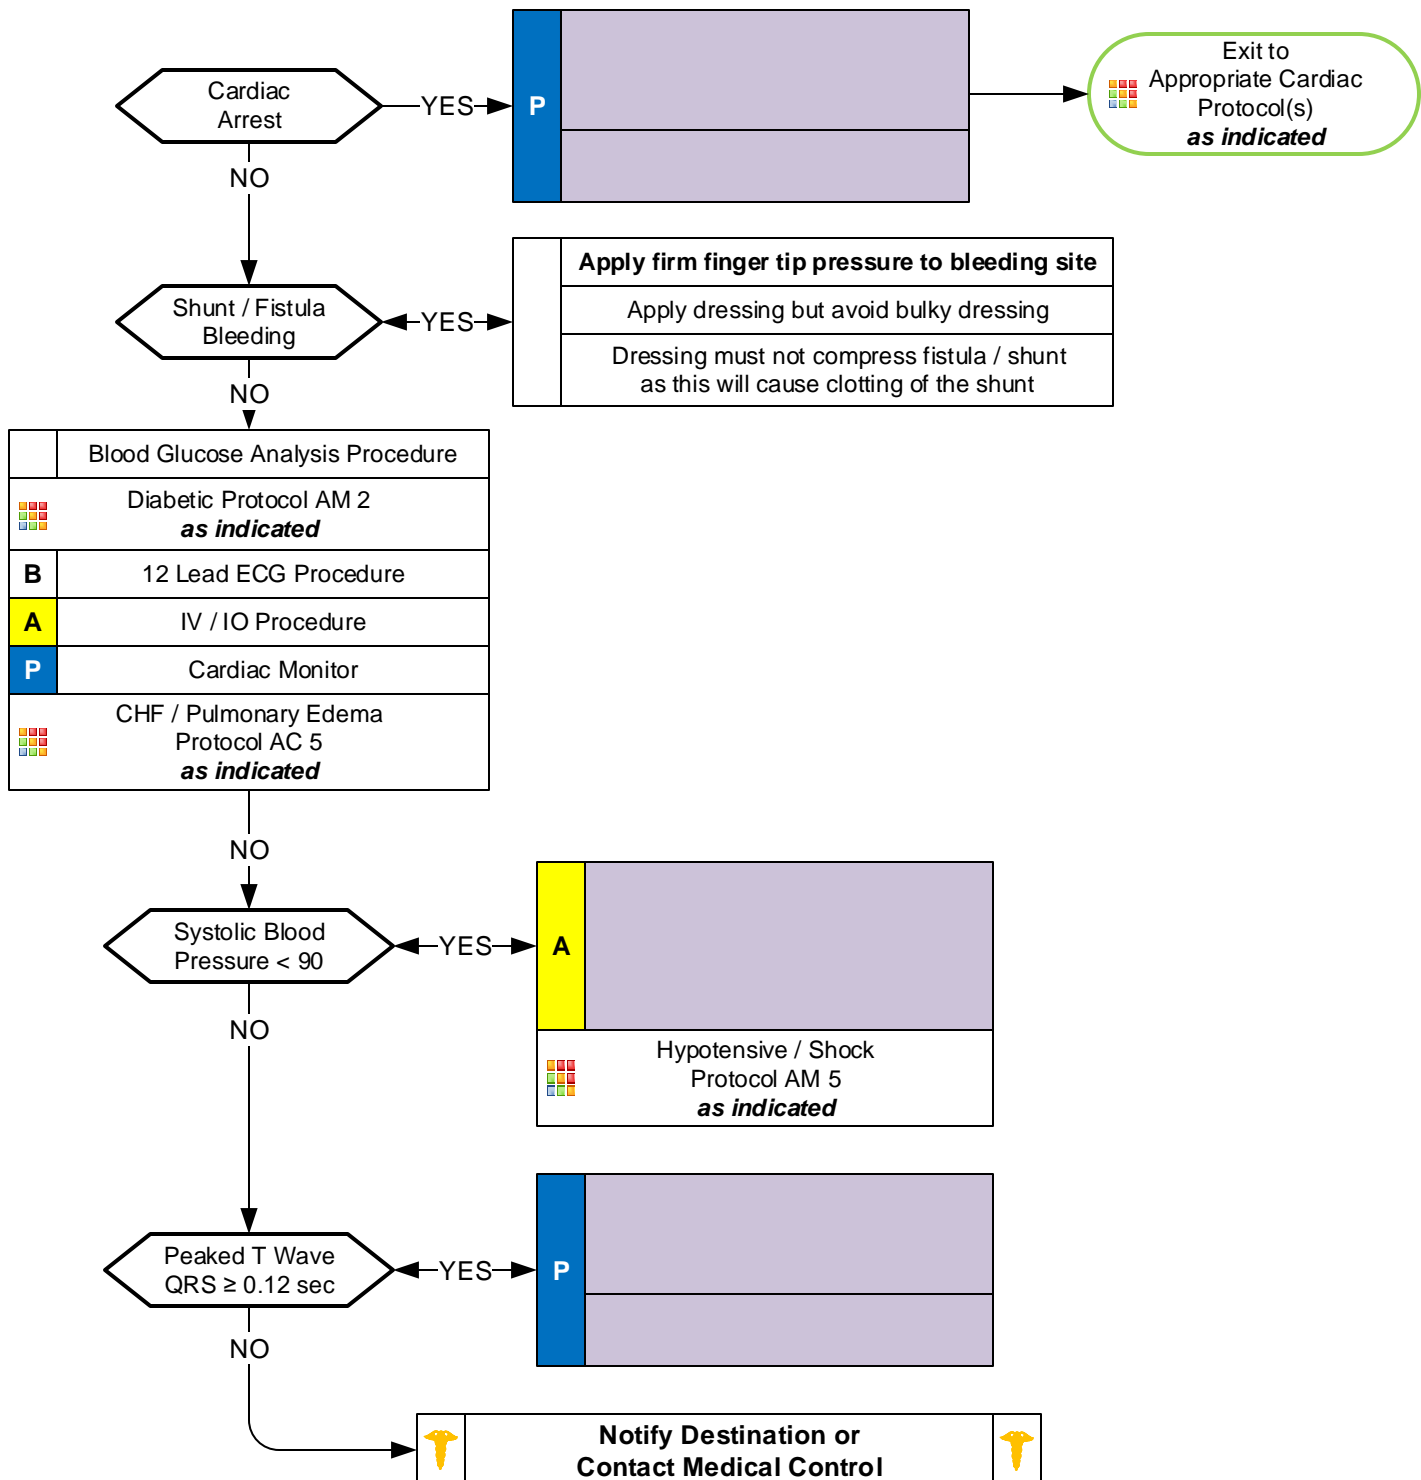 Cardiac
Arrest
YES
P
Exit to
Appropriate Cardiac
Protocol(s)
as indicated
NO
Shunt / Fistula
Bleeding
YES
Apply firm finger tip pressure to bleeding site
Apply dressing but avoid bulky dressing
Dressing must not compress fistula / shunt
as this will cause clotting of the shunt
NO
Blood Glucose Analysis Procedure
Diabetic Protocol AM 2
as indicated
B
12 Lead ECG Procedure
A
IV / IO Procedure
P
Cardiac Monitor
CHF / Pulmonary Edema
Protocol AC 5
as indicated
NO
Systolic Blood
Pressure < 90
YES
A
Hypotensive / Shock
Protocol AM 5
as indicated
NO
Peaked T Wave
QRS ≥ 0.12 sec
YES
P
NO
Notify Destination or
Contact Medical Control